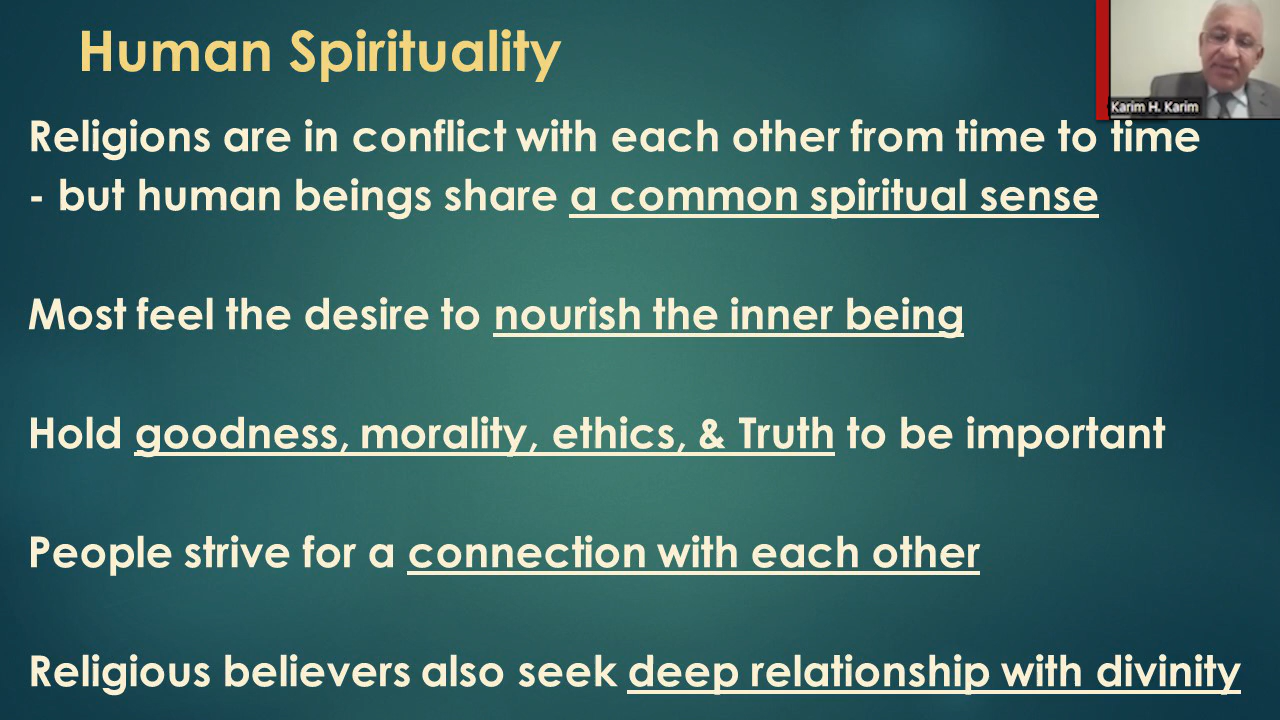 Human Spirituality
Karim H. Karim
Religions are in conflict with each other from time to time
- but human beings share a common spiritual sense
Most feel the desire to nourish the inner being
Hold goodness, morality, ethics, & Truth to be important
People strive for a connection with each other
Religious believers also seek deep relationship with divinity